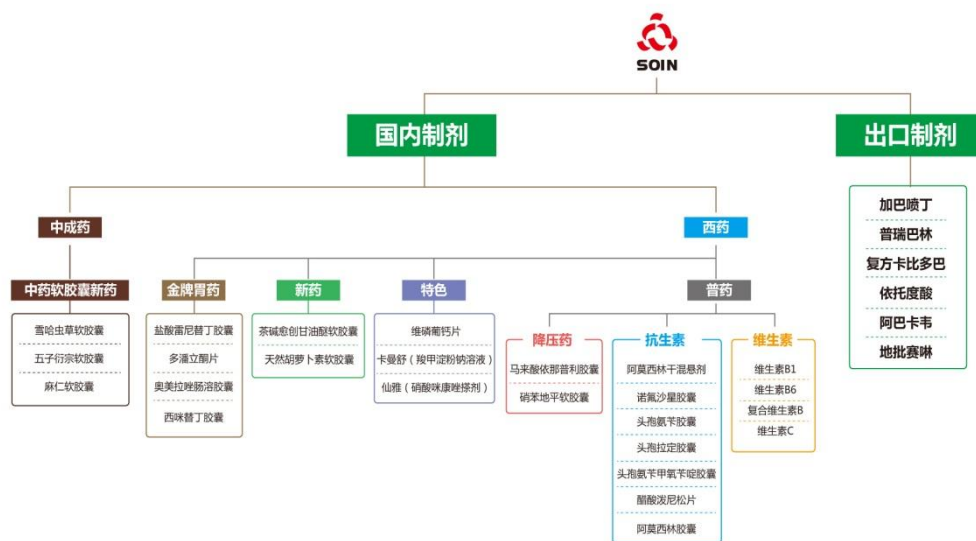 SOIN
国内制剂
出口制剂
中成药
西药
中药软胶囊新药
雪哈虫草软胶囊
五子衍宗软胶囊
麻仁软胶囊
金牌胃药
盐酸雷尼替丁胶囊
多潘立酮片
奥美拉唑肠溶胶囊
西咪替丁胶囊
新药
茶碱愈创甘油醚软胶囊
天然胡萝卜素软胶囊
特色
维磷葡钙片
卡曼舒（羧甲淀粉钠溶液）
仙雅（硝酸咪康唑搽剂）
普药
降压药
马来酸依那普利胶囊
硝苯地平软胶囊
抗生素
阿莫西林干混悬剂
诺氟沙星胶囊
头孢氨苄胶囊
头孢拉定胶囊
头孢氨苄甲氧苄啶胶囊
醋酸泼尼松片
阿莫西林胶囊
维生素
维生素B1
维生素B6
复合维生素B
维生素C
加巴喷丁
普瑞巴林
复方卡比多巴
依托度酸
阿巴卡韦
地批赛啉